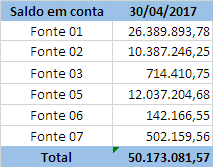 Saldo em conta 30/04/2017
Fonte 01 26.389.893,78
Fonte 02 10.387.246,25
Fonte 03 714.410,75
Fonte 05 12.037.204,68
Fonte 06 142.166,55
Fonte 07 502.159,56
Total 50.173.081,57